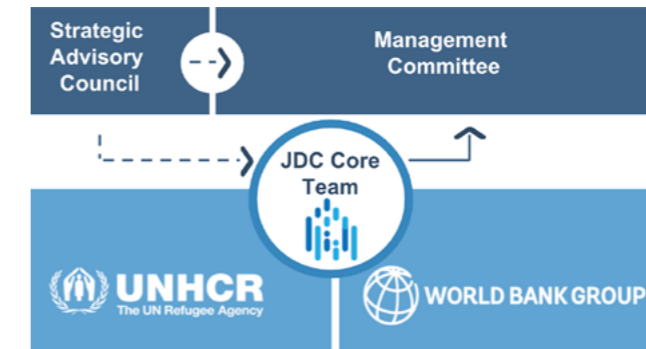 Strategic
Advisory
Council
Management
Committee
JDC Core
Team
UNHCR
The UN Refugee Agency
WORLD BANK GROUP